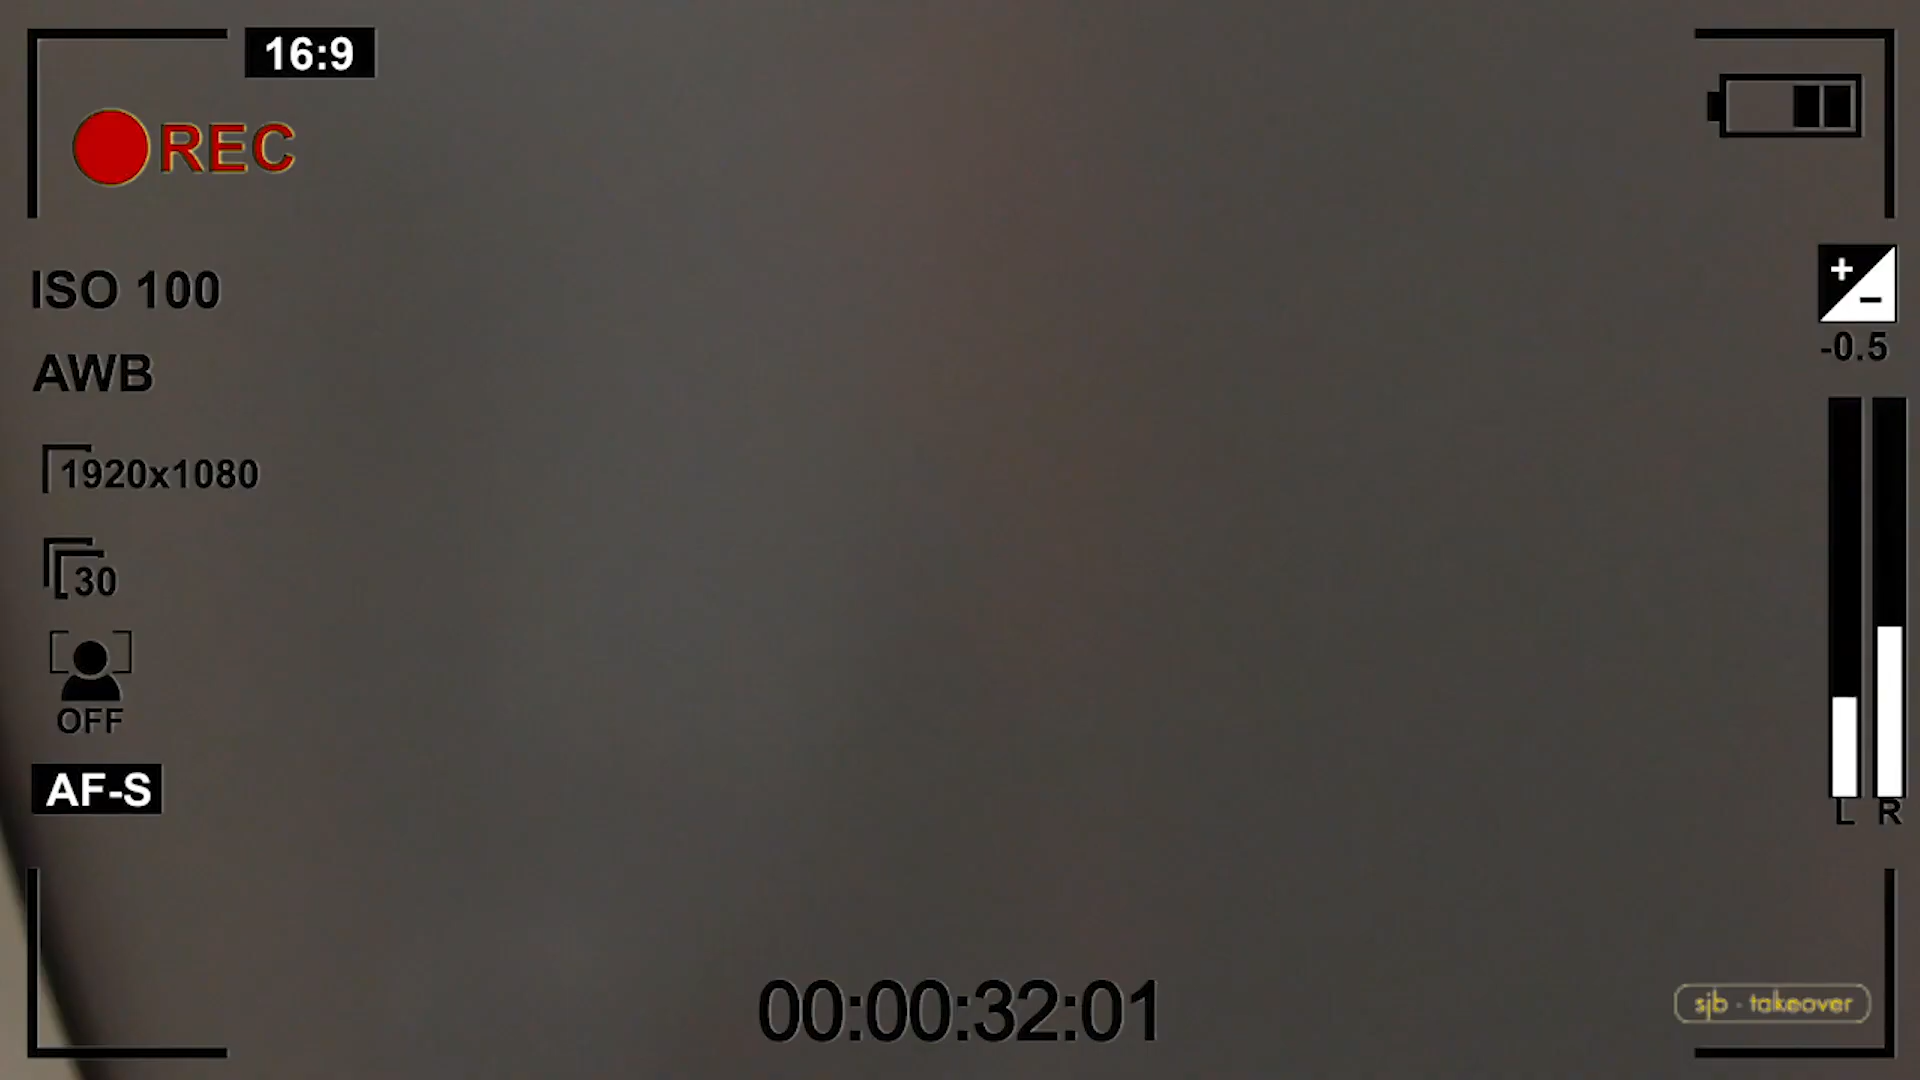 16:9
REC
ISO 100
AWB
1920x1080
30
OFF
AF-S
+
-
-0.5
L R
00:00:32:01
sjb - takeover